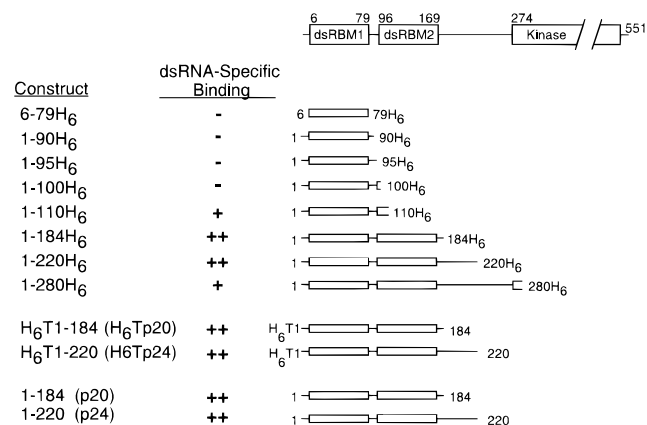 6 79 96 169 274
dsRBM1 dsRBM2 Kinase 551
dsRNA-Specific
Construct Binding
6-79H6 - 6 79H6
1-90H6 - 1 90H6
1-95H6 - 1 95H6
1-100H6 - 1 100H6
1-110H6 + 1 110H6
1-184H6 ++ 1 184H6
1-220H6 ++ 1 220H6
1-280H6 + 1 280H6
H6T1-184 (H6Tp20) ++ H6T1 184
H6T1-220 (H6Tp24) ++ H6T1 220
1-184 (p20) ++ 1 184
1-220 (p24) ++ 1 220